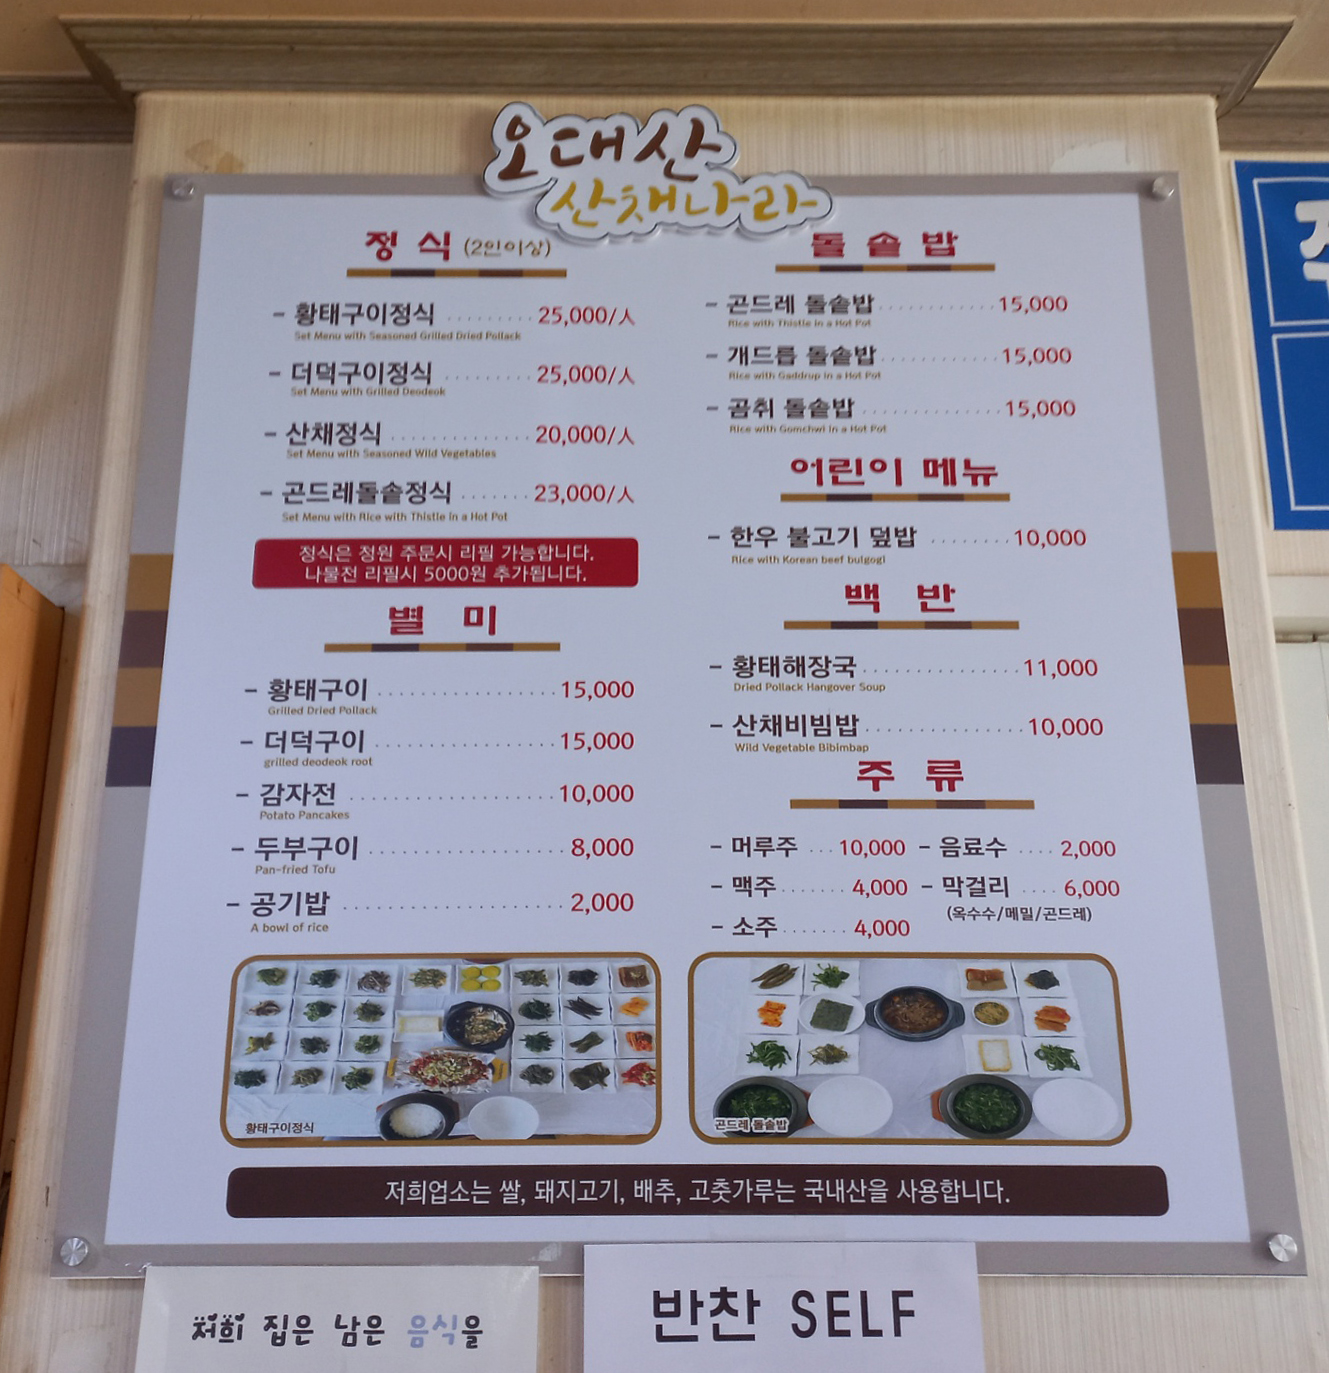 오대산
산채나라
정식 (2인이상)
- 황태구이정식 ......... 25,000/人
Set Menu with Seasoned Grilled Dried Pollack
- 더덕구이정식 ......... 25,000/人
Set Menu with Grilled Deodeok
- 산채정식 .............. 20,000/人
Set Menu with Seasoned Wild Vegetables
- 곤드레돌솥정식 ....... 23,000/人
Set Menu with Rice with Thistle in a Hot Pot
정식은 정원 주문시 리필 가능합니다.
나물전 리필시 5000원 추가됩니다.
별미
- 황태구이 .................. 15,000
Grilled Dried Pollack
- 더덕구이 .................. 15,000
grilled deodeok root
- 감자전 .................... 10,000
Potato Pancakes
- 두부구이 .................. 8,000
Pan-fried Tofu
- 공기밥 .................... 2,000
A bowl of rice
돌솥밥
- 곤드레 돌솥밥 ............ 15,000
Rice with Thistle in a Hot Pot
- 개드릅 돌솥밥 ............ 15,000
Rice with Gaddrup in a Hot Pot
- 곰취 돌솥밥 .............. 15,000
Rice with Gomchwi in a Hot Pot
어린이 메뉴
- 한우 불고기 덮밥 ........ 10,000
Rice with Korean beef bulgogi
백반
- 황태해장국 ................ 11,000
Dried Pollack Hangover Soup
- 산채비빔밥 ................ 10,000
Wild Vegetable Bibimbap
주류
- 머루주 ... 10,000 - 음료수 .... 2,000
- 맥주 ....... 4,000 - 막걸리 .... 6,000
(옥수수/메밀/곤드레)
- 소주 ....... 4,000
황태구이정식
곤드레 돌솥밥
저희업소는 쌀, 돼지고기, 배추, 고춧가루는 국내산을 사용합니다.
저희 집은 남은 음식을
반찬 SELF